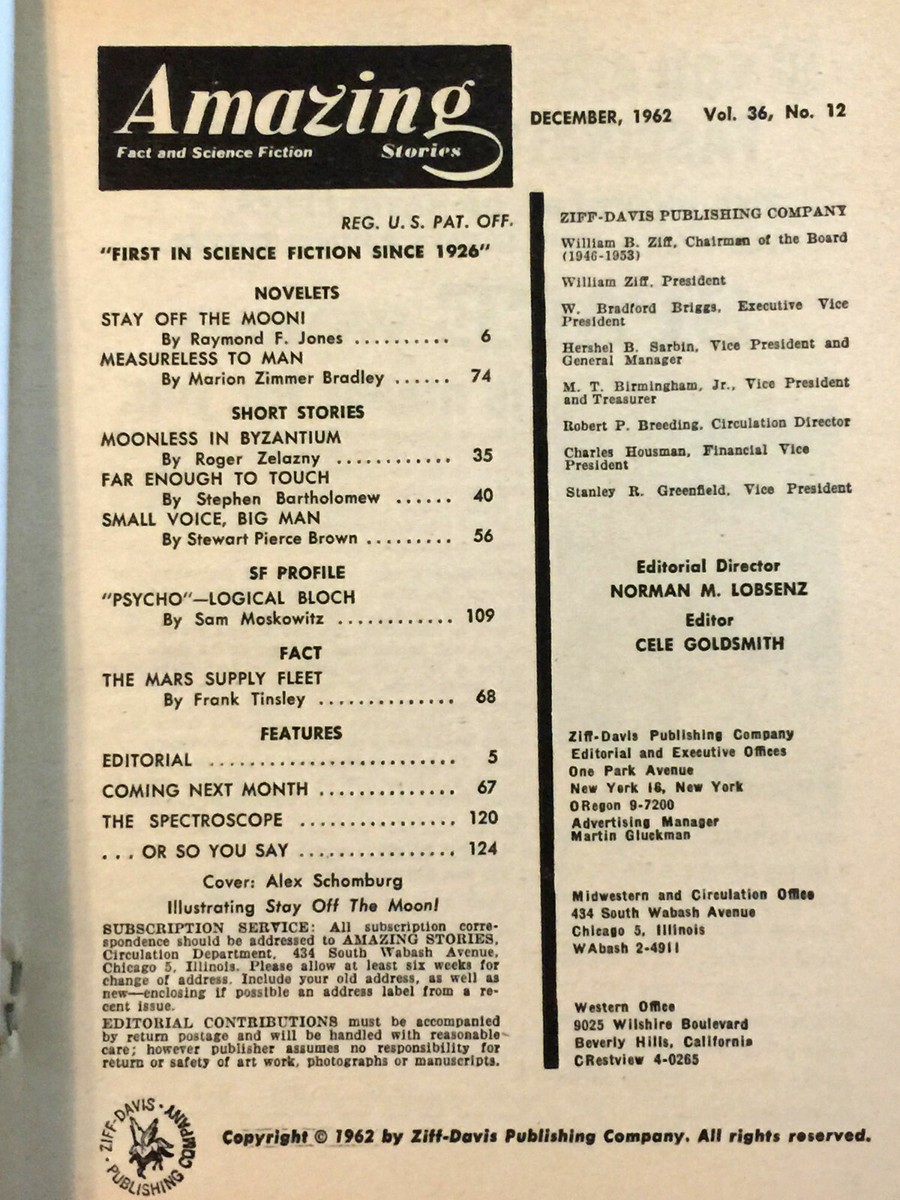 Amazing
Fact and Science Fiction Stories
DECEMBER, 1962 Vol. 36, No. 12
REG. U. S. PAT. OFF.
"FIRST IN SCIENCE FICTION SINCE 1926"
NOVELETS
STAY OFF THE MOON!
By Raymond F. Jones .......... 6
MEASURELESS TO MAN
By Marion Zimmer Bradley ...... 74
SHORT STORIES
MOONLESS IN BYZANTIUM
By Roger Zelazny ............ 35
FAR ENOUGH TO TOUCH
By Stephen Bartholomew ...... 40
SMALL VOICE, BIG MAN
By Stewart Pierce Brown ......... 56
SF PROFILE
"PSYCHO"—LOGICAL BLOCH
By Sam Moskowitz ............ 109
FACT
THE MARS SUPPLY FLEET
By Frank Tinsley .............. 68
FEATURES
EDITORIAL ......................... 5
COMING NEXT MONTH .............. 67
THE SPECTROSCOPE ................ 120
. . . OR SO YOU SAY ................ 124
Cover: Alex Schomburg
Illustrating Stay Off The Moon!
SUBSCRIPTION SERVICE: All subscription corre-
spondence should be addressed to AMAZING STORIES,
Circulation Department, 434 South Wabash Avenue,
Chicago 5, Illinois. Please allow at least six weeks for
change of address. Include your old address, as well as
new—enclosing if possible an address label from a re-
cent issue.
EDITORIAL CONTRIBUTIONS must be accompanied
by return postage and will be handled with reasonable
care; however publisher assumes no responsibility for
return or safety of art work, photographs or manuscripts.
ZIFF-DAVIS PUBLISHING COMPANY
William B. Ziff, Chairman of the Board
(1946-1953)
William Ziff, President
W. Bradford Briggs, Executive Vice
President
Hershel B. Sarbin, Vice President and
General Manager
M. T. Birmingham, Jr., Vice President
and Treasurer
Robert P. Breeding, Circulation Director
Charles Housman, Financial Vice
President
Stanley R. Greenfield, Vice President
Editorial Director
NORMAN M. LOBSENZ
Editor
CELE GOLDSMITH
Ziff-Davis Publishing Company
Editorial and Executive Offices
One Park Avenue
New York 16, New York
ORegon 9-7200
Advertising Manager
Martin Gluckman
Midwestern and Circulation Office
434 South Wabash Avenue
Chicago 5, Illinois
WAbash 2-4911
Western Office
9025 Wilshire Boulevard
Beverly Hills, California
CRestview 4-0265
ZIFF-DAVIS · PUBLISHING COMPANY ·
Copyright © 1962 by Ziff-Davis Publishing Company. All rights reserved.